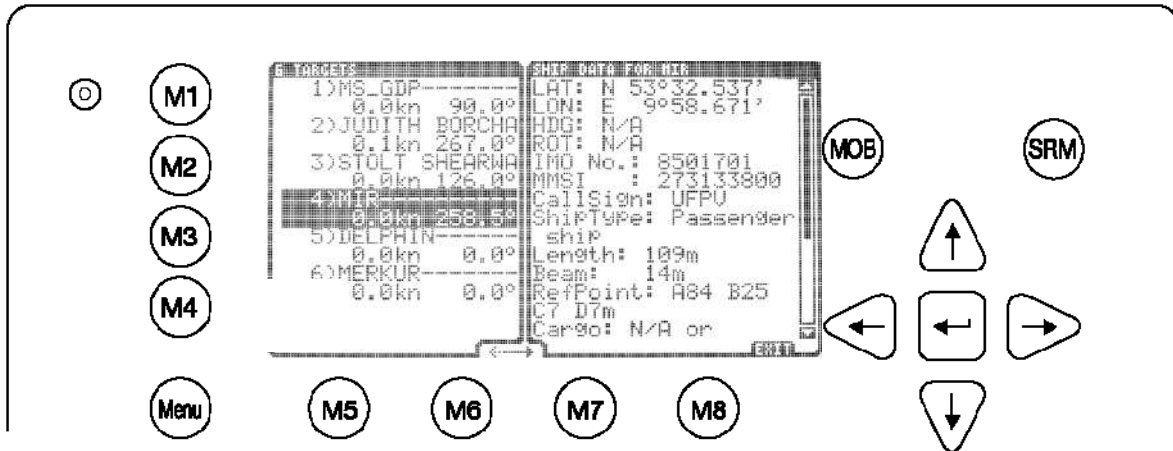 M1
M2
M3
M4
Menu
6 TARGETS
1)MS_GDP-------
0.0kn 90.0°
2)JUDITH BORCHA
0.1kn 267.0°
3)STOLT SHEARWA
0.0kn 126.0°
4)MIR----------
0.0kn 258.5°
5)DELPHIN------
0.0kn 0.0°
6)MERKUR-------
0.0kn 0.0°
SHIP DATA FOR MIR
LAT: N 53°32.537'
LON: E 9°58.671'
HDG: N/A
ROT: N/A
IMO No.: 8501701
MMSI : 273133800
CallSign: UFPV
ShipType: Passenger
ship
Length: 109m
Beam: 14m
RefPoint: A84 B25
C7 D7m
Cargo: N/A or
<---->
EXIT
M5
M6
M7
M8
MOB
SRM